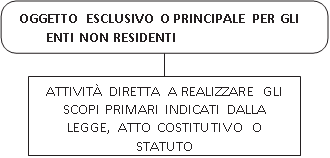 OGGETTO ESCLUSIVO O PRINCIPALE PER GLI
ENTI NON RESIDENTI
ATTIVITÀ DIRETTA A REALIZZARE GLI
SCOPI PRIMARI INDICATI DALLA
LEGGE, ATTO COSTITUTIVO O
STATUTO